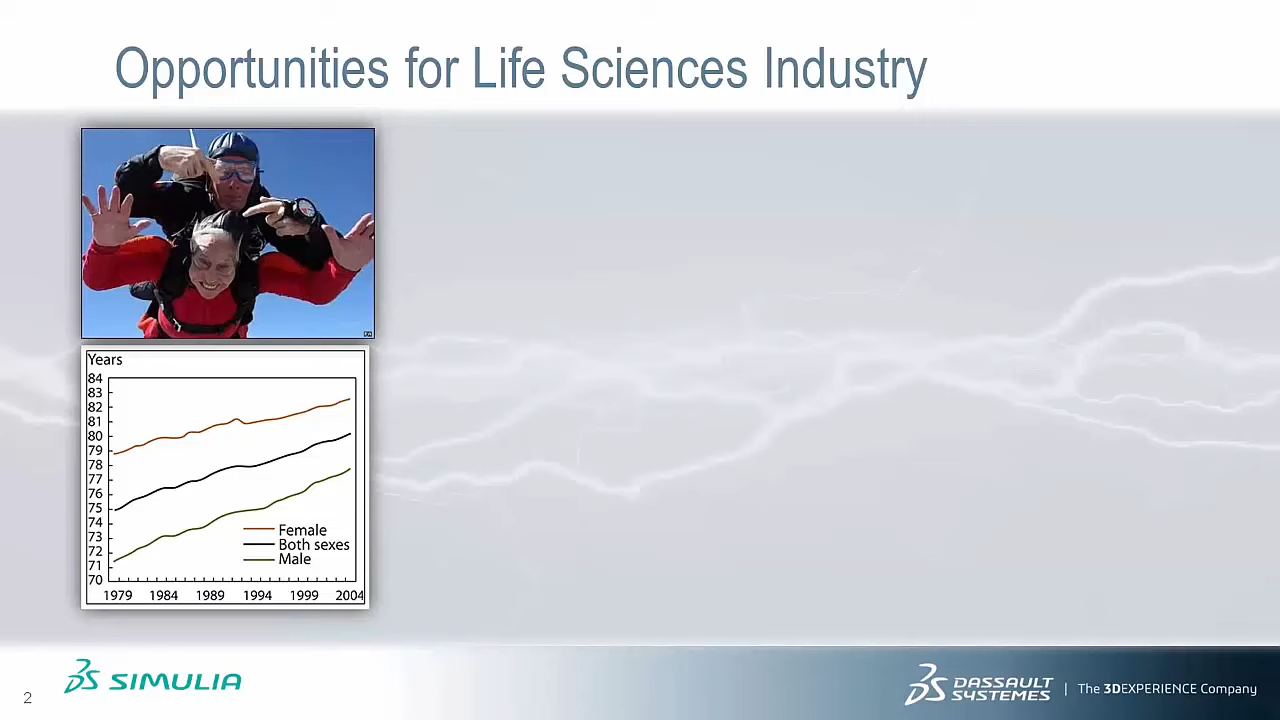 Opportunities for Life Sciences Industry
Years
84
83
82
81
80
79
78
77
76
75
74
73
72
71
70
Female
Both sexes
Male
1979 1984 1989 1994 1999 2004
2
SIMULIA
DASSAULT SYSTEMES | The 3DEXPERIENCE Company